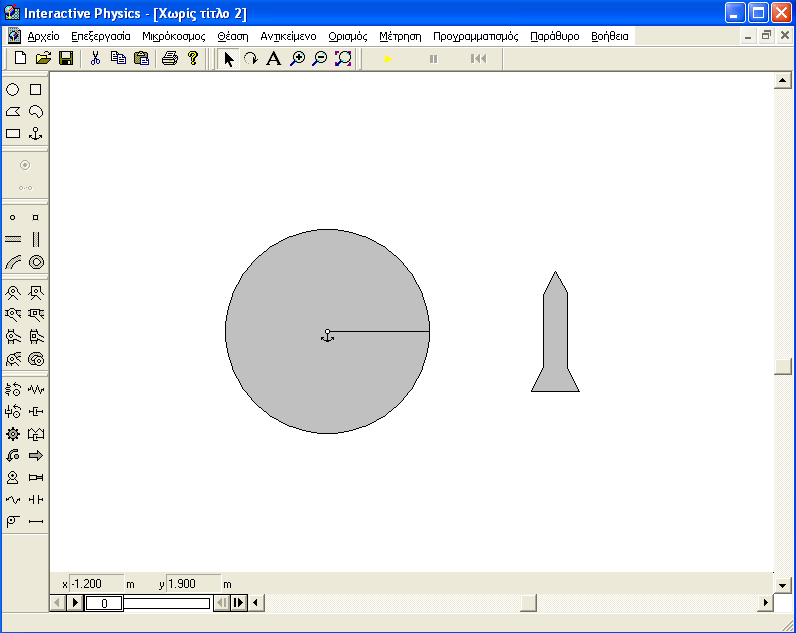 Interactive Physics - [Χωρίς τίτλο 2]
Αρχείο Επεξεργασία Μικρόκοσμος Θέαση Αντικείμενο Ορισμός Μέτρηση Προγραμματισμός Παράθυρο Βοήθεια
A ?
x -1.200 m y 1.900 m
0